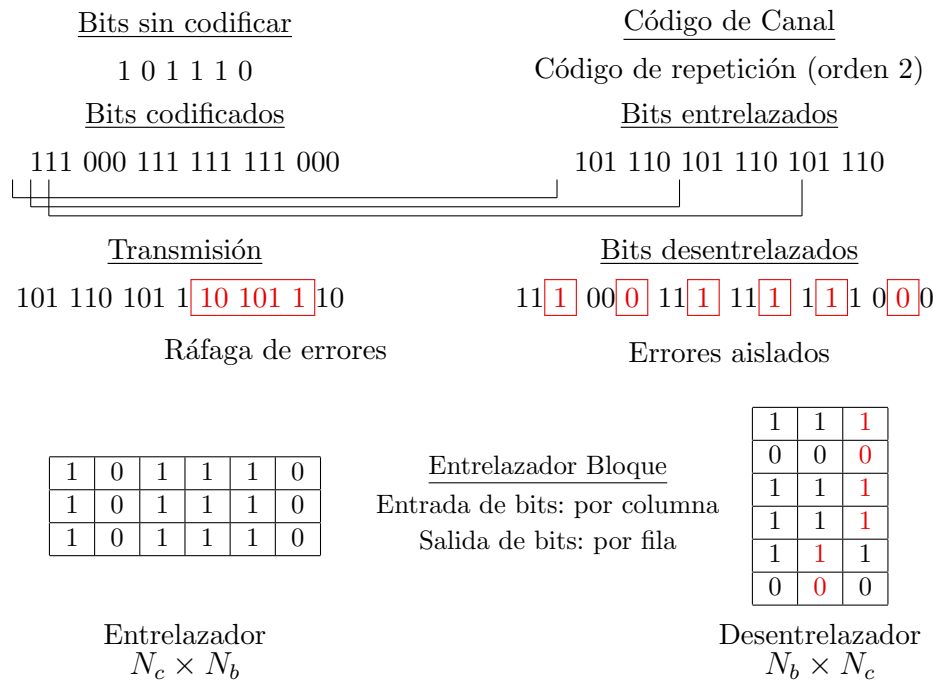 Bits sin codificar
Código de Canal
1 0 1 1 1 0
Código de repetición (orden 2)
Bits codificados
Bits entrelazados
111 000 111 111 111 000
101 110 101 110 101 110
Transmisión
Bits desentrelazados
101 110 101 1 10 101 1 10
11 1 00 0 11 1 11 1 1 1 1 0 0 0
Ráfaga de errores
Errores aislados
1 0 1 1 1 0
1 0 1 1 1 0
1 0 1 1 1 0
Entrelazador
N_c × N_b
Entrelazador Bloque
Entrada de bits: por columna
Salida de bits: por fila
1 1 1
0 0 0
1 1 1
1 1 1
1 1 1
0 0 0
Desentrelazador
N_b × N_c